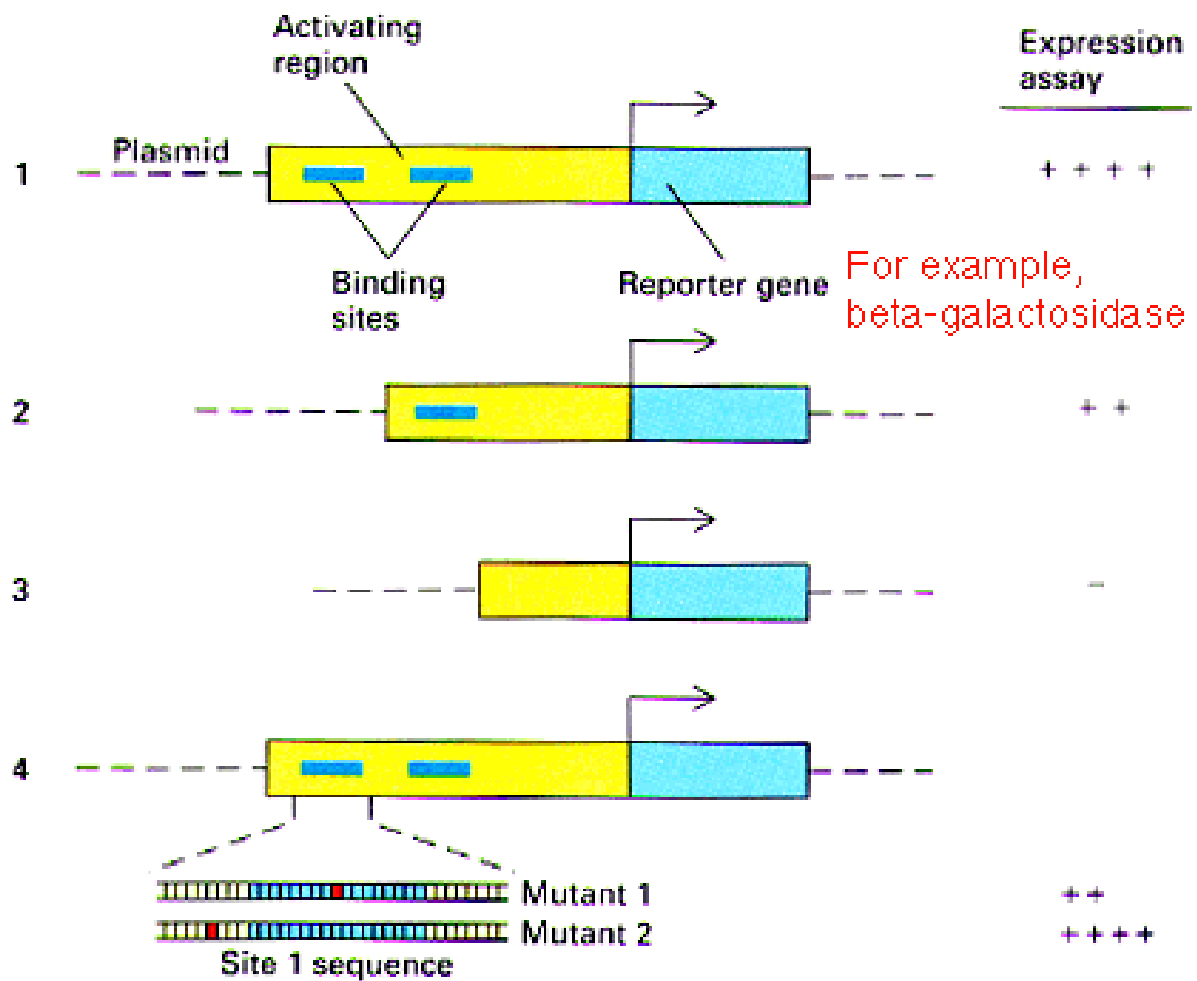 Activating
region
Expression
assay
Plasmid
1
+ + + +
Binding
sites
Reporter gene
For example,
beta-galactosidase
2
+ +
3
−
4
Mutant 1
++
Mutant 2
++++
Site 1 sequence